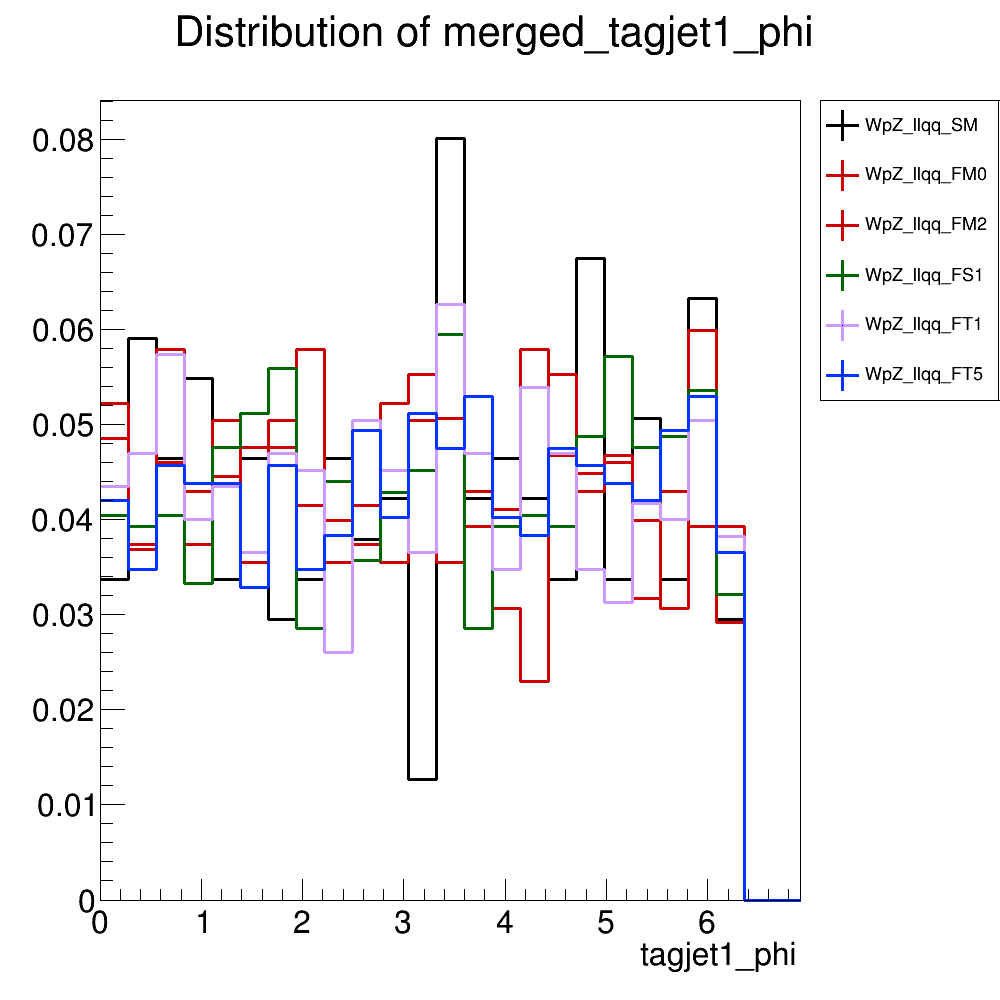 Distribution of merged_tagjet1_phi
0.08
0.07
0.06
0.05
0.04
0.03
0.02
0.01
0
0 1 2 3 4 5 6
tagjet1_phi
WpZ_llqq_SM
WpZ_llqq_FM0
WpZ_llqq_FM2
WpZ_llqq_FS1
WpZ_llqq_FT1
WpZ_llqq_FT5